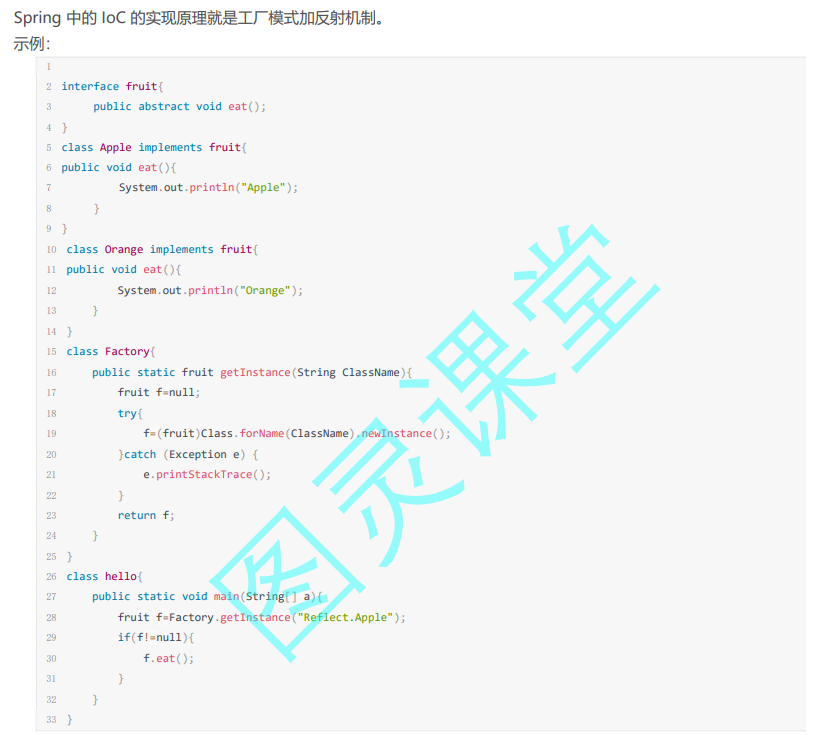 Spring 中的 IoC 的实现原理就是工厂模式加反射机制。
示例：
1
2 interface fruit{
3 public abstract void eat();
4 }
5 class Apple implements fruit{
6 public void eat(){
7 System.out.println("Apple");
8 }
9 }
10 class Orange implements fruit{
11 public void eat(){
12 System.out.println("Orange");
13 }
14 }
15 class Factory{
16 public static fruit getInstance(String ClassName){
17 fruit f=null;
18 try{
19 f=(fruit)Class.forName(ClassName).newInstance();
20 }catch (Exception e) {
21 e.printStackTrace();
22 }
23 return f;
24 }
25 }
26 class hello{
27 public static void main(String[] a){
28 fruit f=Factory.getInstance("Reflect.Apple");
29 if(f!=null){
30 f.eat();
31 }
32 }
33 }
图灵课堂